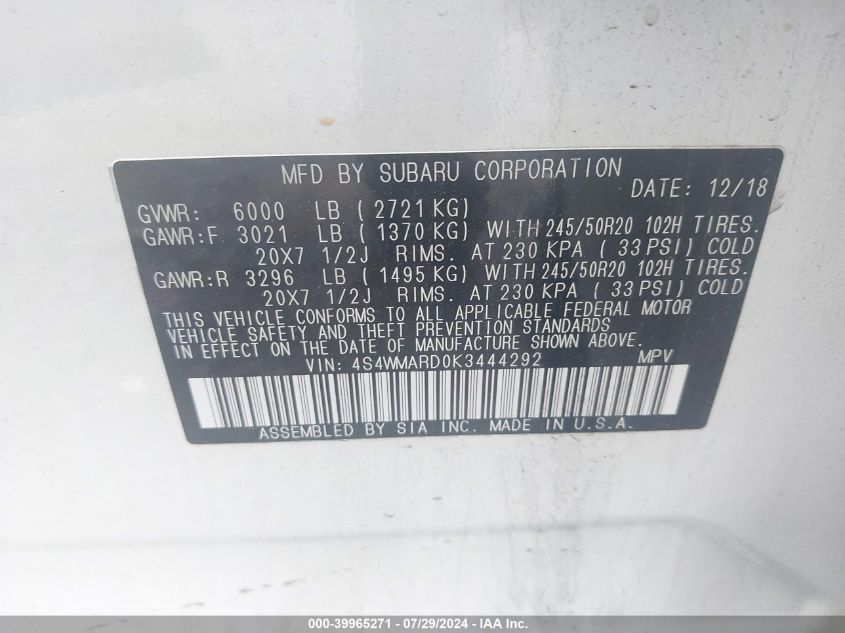 MFD BY SUBARU CORPORATION
DATE: 12/18
GVWR: 6000 LB ( 2721 KG)
GAWR:F 3021 LB ( 1370 KG) WITH 245/50R20 102H TIRES.
20X7 1/2J RIMS. AT 230 KPA ( 33 PSI) COLD
GAWR:R 3296 LB ( 1495 KG) WITH 245/50R20 102H TIRES.
20X7 1/2J RIMS. AT 230 KPA ( 33 PSI) COLD
THIS VEHICLE CONFORMS TO ALL APPLICABLE FEDERAL MOTOR
VEHICLE SAFETY AND THEFT PREVENTION STANDARDS
IN EFFECT ON THE DATE OF MANUFACTURE SHOWN ABOVE.
VIN: 4S4WMARD0K3444292 MPV
ASSEMBLED BY SIA INC. MADE IN U.S.A.
000-39965271 - 07/29/2024 - IAA Inc.